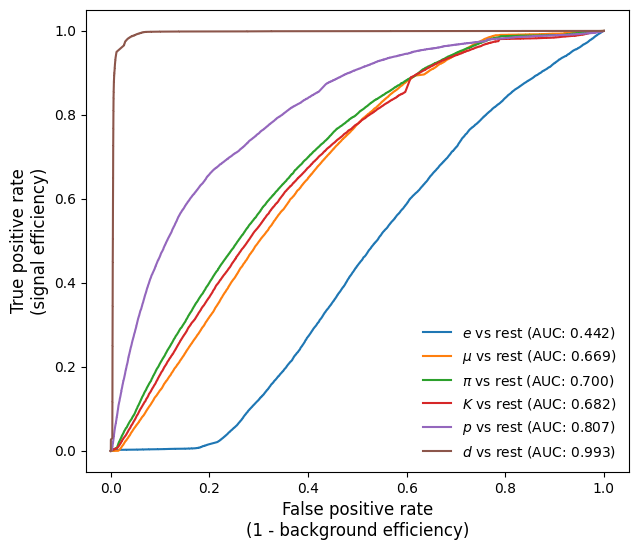 True positive rate
(signal efficiency)
1.0
0.8
0.6
0.4
0.2
0.0
0.0 0.2 0.4 0.6 0.8 1.0
False positive rate
(1 - background efficiency)
e vs rest (AUC: 0.442)
μ vs rest (AUC: 0.669)
π vs rest (AUC: 0.700)
K vs rest (AUC: 0.682)
p vs rest (AUC: 0.807)
d vs rest (AUC: 0.993)